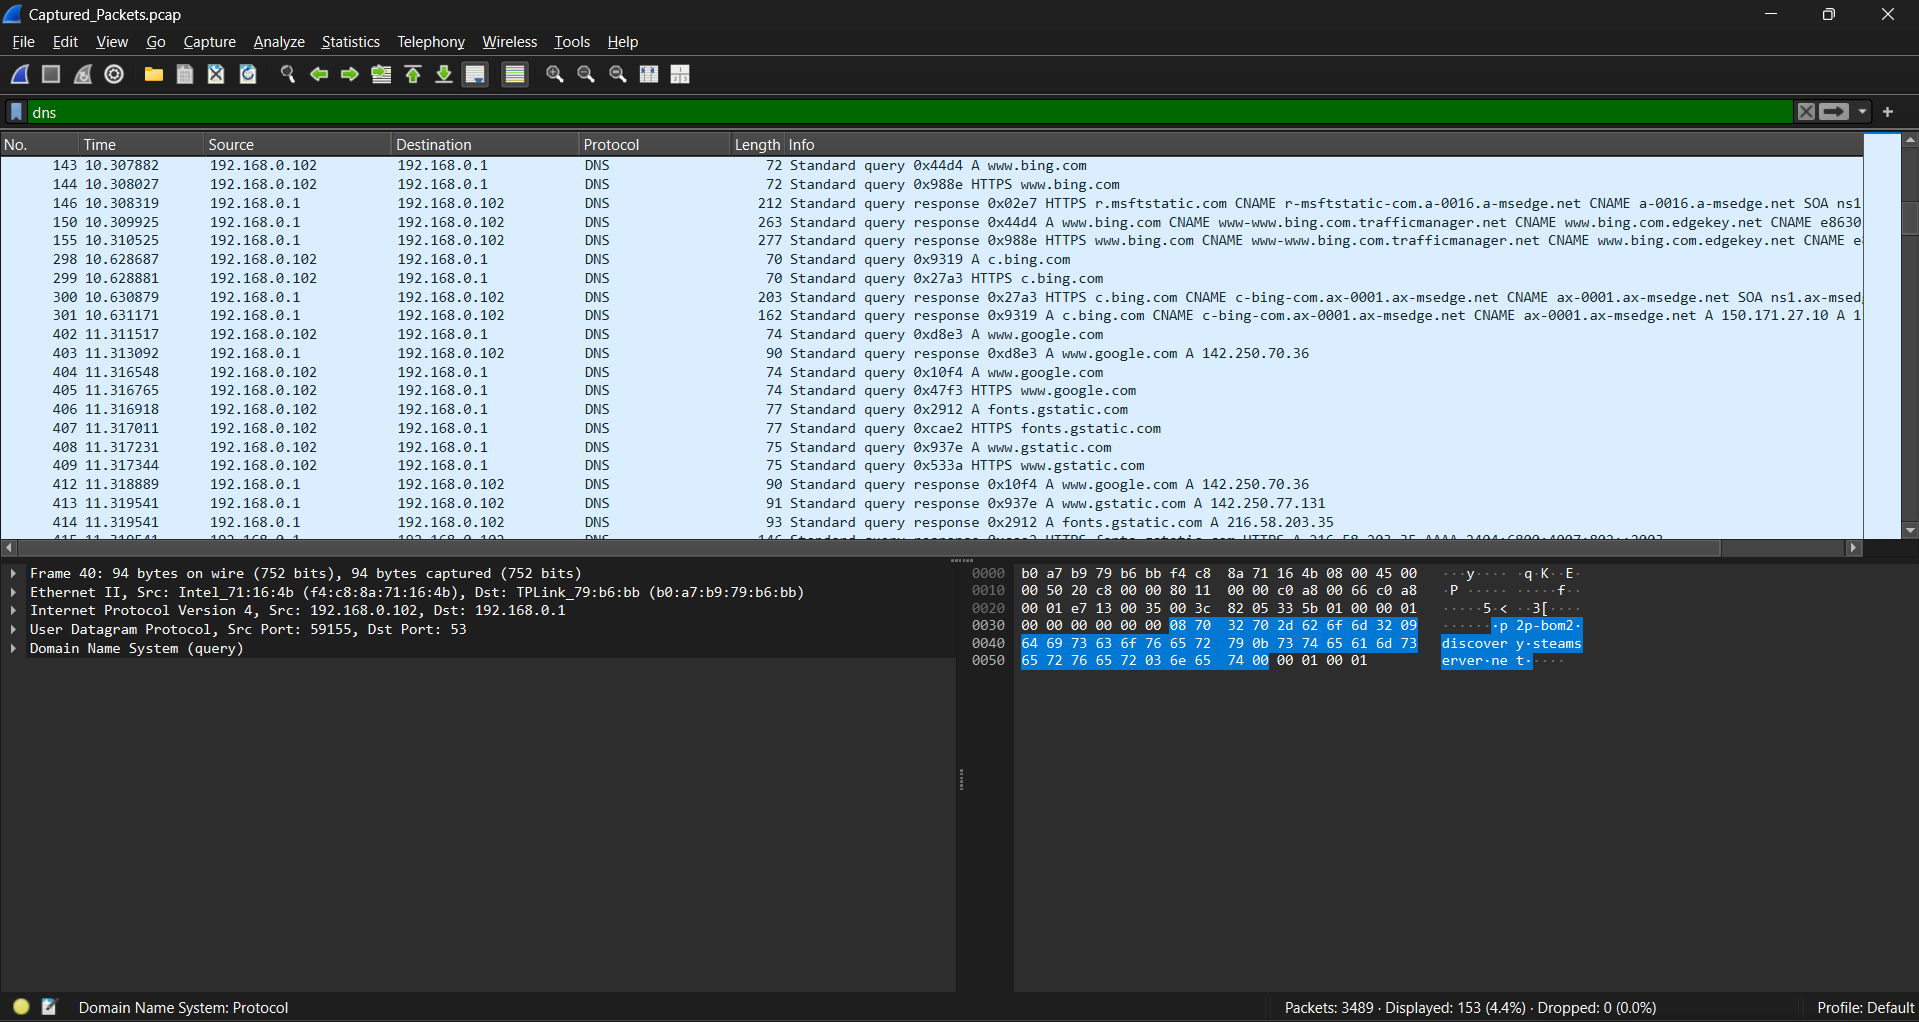 Captured_Packets.pcap
File Edit View Go Capture Analyze Statistics Telephony Wireless Tools Help
dns
No. Time Source Destination Protocol Length Info
143 10.307882 192.168.0.102 192.168.0.1 DNS 72 Standard query 0x44d4 A www.bing.com
144 10.308027 192.168.0.102 192.168.0.1 DNS 72 Standard query 0x988e HTTPS www.bing.com
146 10.308319 192.168.0.1 192.168.0.102 DNS 212 Standard query response 0x02e7 HTTPS r.msftstatic.com CNAME r-msftstatic-com.a-0016.a-msedge.net CNAME a-0016.a-msedge.net SOA ns1
150 10.309925 192.168.0.1 192.168.0.102 DNS 263 Standard query response 0x44d4 A www.bing.com CNAME www-www.bing.com.trafficmanager.net CNAME www.bing.com.edgekey.net CNAME e8630
155 10.310525 192.168.0.1 192.168.0.102 DNS 277 Standard query response 0x988e HTTPS www.bing.com CNAME www-www.bing.com.trafficmanager.net CNAME www.bing.com.edgekey.net CNAME e
298 10.628687 192.168.0.102 192.168.0.1 DNS 70 Standard query 0x9319 A c.bing.com
299 10.628881 192.168.0.102 192.168.0.1 DNS 70 Standard query 0x27a3 HTTPS c.bing.com
300 10.630879 192.168.0.1 192.168.0.102 DNS 203 Standard query response 0x27a3 HTTPS c.bing.com CNAME c-bing-com.ax-0001.ax-msedge.net CNAME ax-0001.ax-msedge.net SOA ns1.ax-msed
301 10.631171 192.168.0.1 192.168.0.102 DNS 162 Standard query response 0x9319 A c.bing.com CNAME c-bing-com.ax-0001.ax-msedge.net CNAME ax-0001.ax-msedge.net A 150.171.27.10 A 1
402 11.311517 192.168.0.102 192.168.0.1 DNS 74 Standard query 0xd8e3 A www.google.com
403 11.313092 192.168.0.1 192.168.0.102 DNS 90 Standard query response 0xd8e3 A www.google.com A 142.250.70.36
404 11.316548 192.168.0.102 192.168.0.1 DNS 74 Standard query 0x10f4 A www.google.com
405 11.316765 192.168.0.102 192.168.0.1 DNS 74 Standard query 0x47f3 HTTPS www.google.com
406 11.316918 192.168.0.102 192.168.0.1 DNS 77 Standard query 0x2912 A fonts.gstatic.com
407 11.317011 192.168.0.102 192.168.0.1 DNS 77 Standard query 0xcae2 HTTPS fonts.gstatic.com
408 11.317231 192.168.0.102 192.168.0.1 DNS 75 Standard query 0x937e A www.gstatic.com
409 11.317344 192.168.0.102 192.168.0.1 DNS 75 Standard query 0x533a HTTPS www.gstatic.com
412 11.318889 192.168.0.1 192.168.0.102 DNS 90 Standard query response 0x10f4 A www.google.com A 142.250.70.36
413 11.319541 192.168.0.1 192.168.0.102 DNS 91 Standard query response 0x937e A www.gstatic.com A 142.250.77.131
414 11.319541 192.168.0.1 192.168.0.102 DNS 93 Standard query response 0x2912 A fonts.gstatic.com A 216.58.203.35
Frame 40: 94 bytes on wire (752 bits), 94 bytes captured (752 bits)
Ethernet II, Src: Intel_71:16:4b (f4:c8:8a:71:16:4b), Dst: TPLink_79:b6:bb (b0:a7:b9:79:b6:bb)
Internet Protocol Version 4, Src: 192.168.0.102, Dst: 192.168.0.1
User Datagram Protocol, Src Port: 59155, Dst Port: 53
Domain Name System (query)
0000 b0 a7 b9 79 b6 bb f4 c8 8a 71 16 4b 08 00 45 00 ···y···· ·q·K··E·
0010 00 50 20 c8 00 00 80 11 00 00 c0 a8 00 66 c0 a8 ·P ····· ·····f··
0020 00 01 e7 13 00 35 00 3c 82 05 33 5b 01 00 00 01 ·····5·< ··3[····
0030 00 00 00 00 00 00 08 70 32 70 2d 62 6f 6d 32 09 ·······p 2p-bom2·
0040 64 69 73 63 6f 76 65 72 79 0b 73 74 65 61 6d 73 discover y·steams
0050 65 72 76 65 72 03 6e 65 74 00 00 01 00 01 erver·ne t·····
Domain Name System: Protocol
Packets: 3489 · Displayed: 153 (4.4%) · Dropped: 0 (0.0%)
Profile: Default